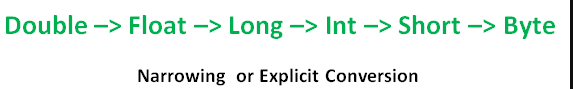 Double –> Float –> Long –> Int –> Short –> Byte
Narrowing or Explicit Conversion